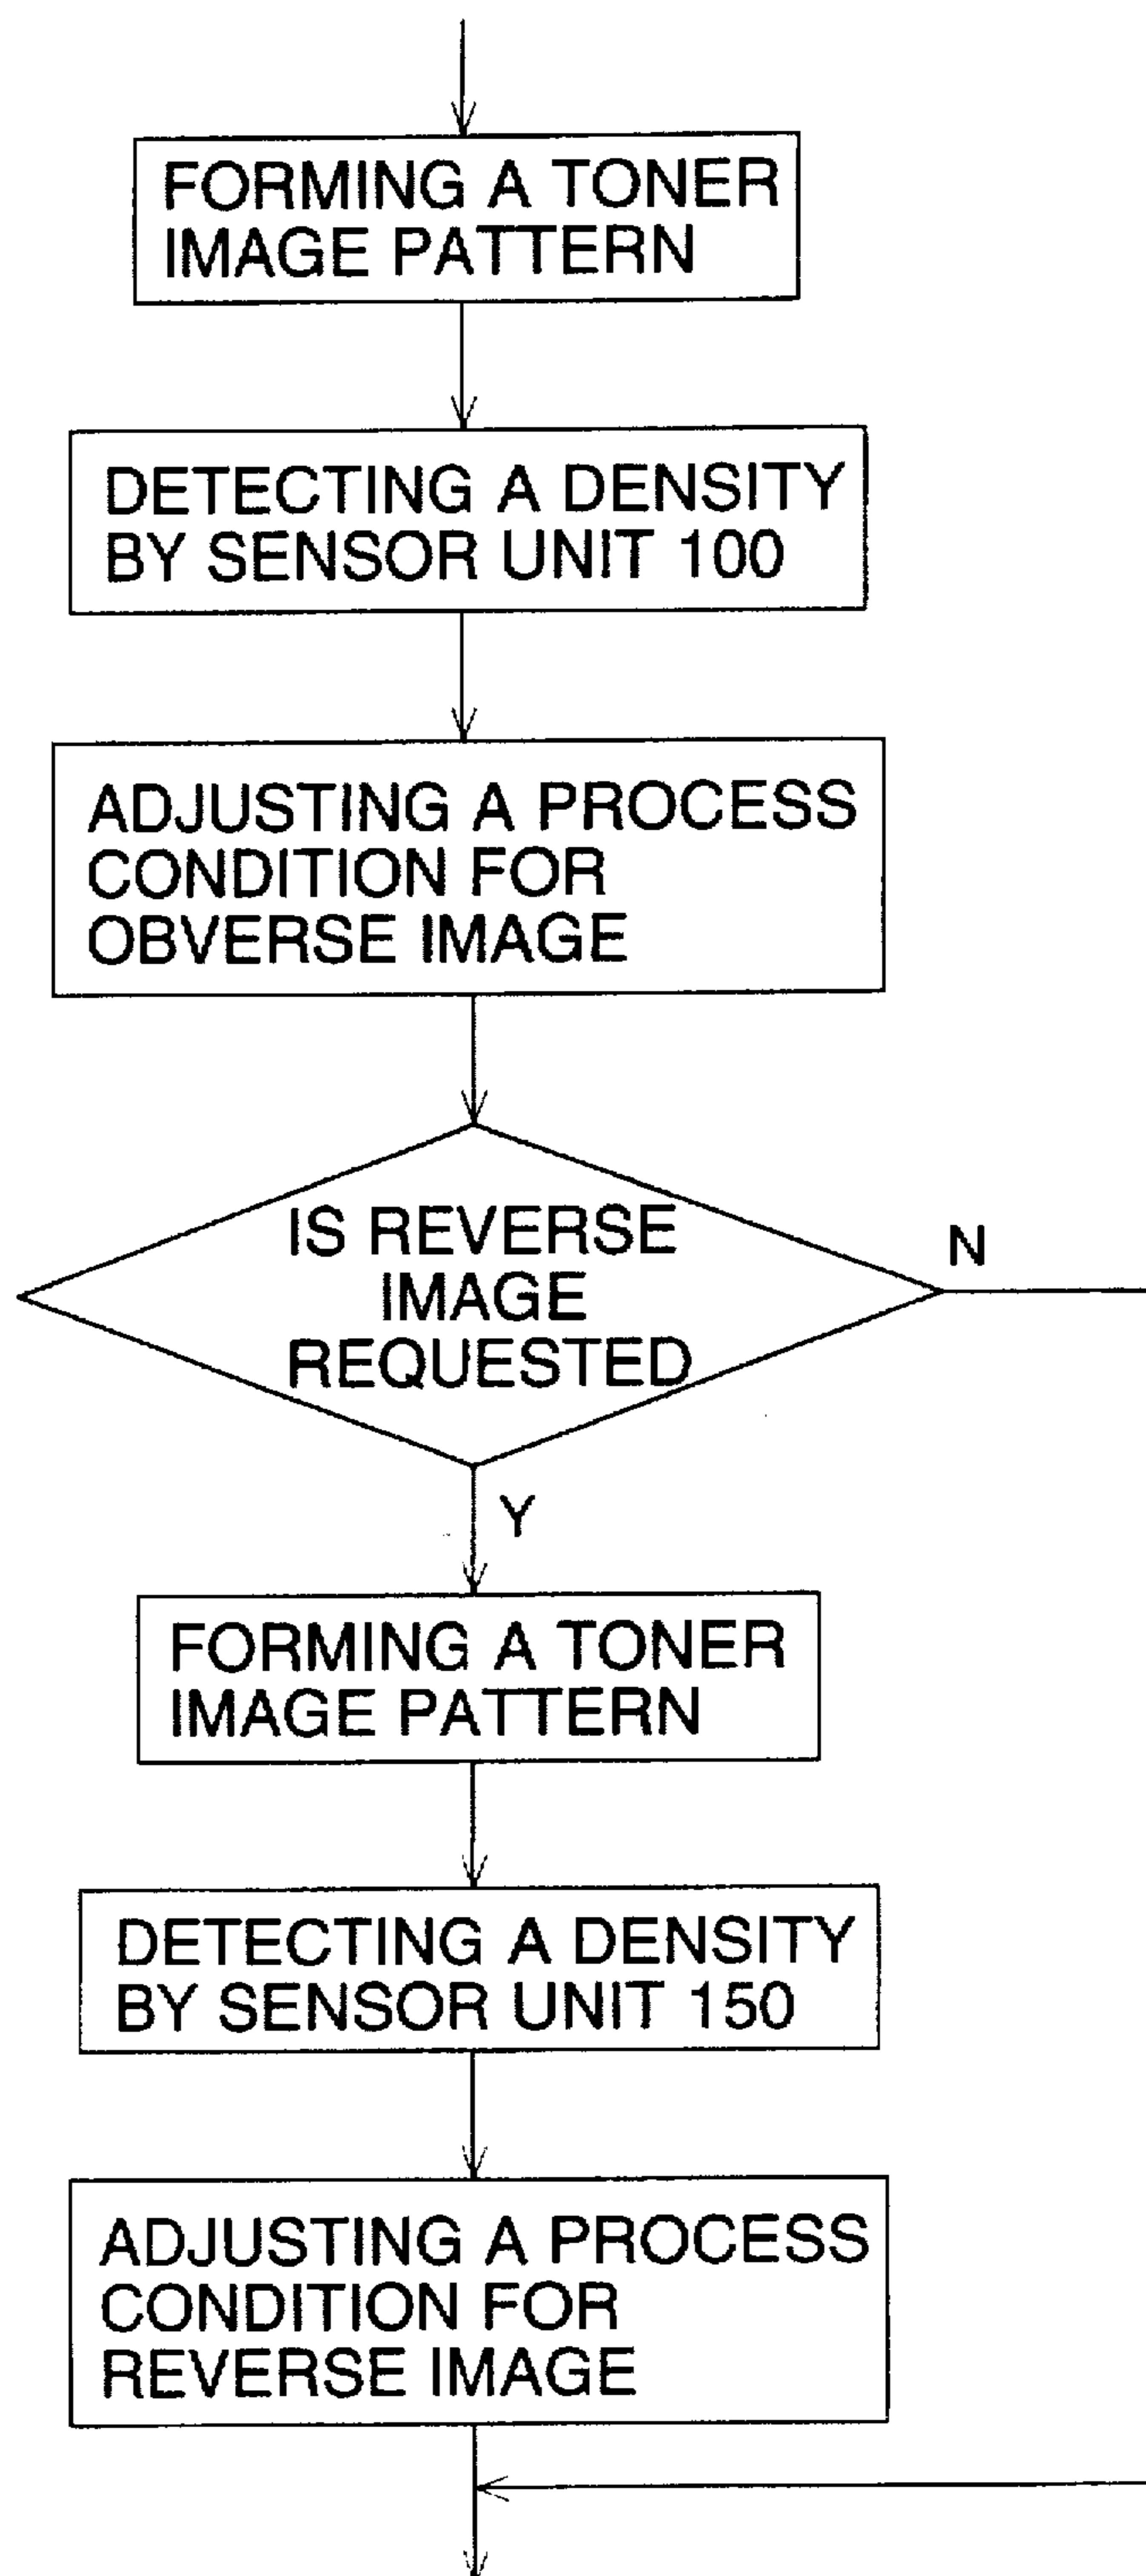 FORMING A TONER
IMAGE PATTERN
DETECTING A DENSITY
BY SENSOR UNIT 100
ADJUSTING A PROCESS
CONDITION FOR
OBVERSE IMAGE
IS REVERSE
IMAGE
REQUESTED
N
Y
FORMING A TONER
IMAGE PATTERN
DETECTING A DENSITY
BY SENSOR UNIT 150
ADJUSTING A PROCESS
CONDITION FOR
REVERSE IMAGE